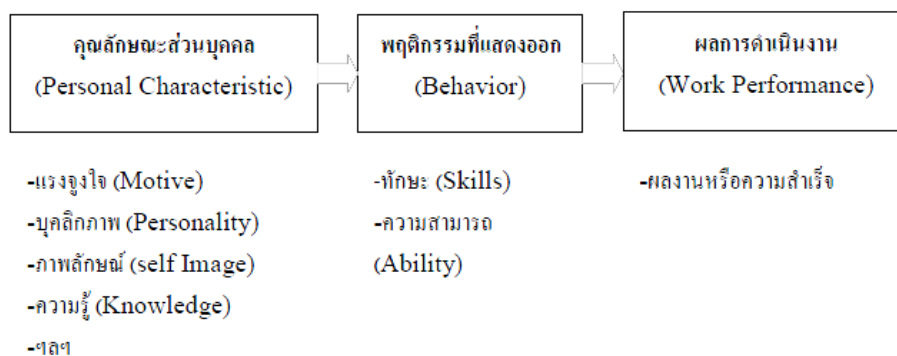 คุณลักษณะส่วนบุคคล
(Personal Characteristic)
พฤติกรรมที่แสดงออก
(Behavior)
ผลการดำเนินงาน
(Work Performance)
-แรงจูงใจ (Motive)
-บุคลิกภาพ (Personality)
-ภาพลักษณ์ (self Image)
-ความรู้ (Knowledge)
-ฯลฯ
-ทักษะ (Skills)
-ความสามารถ
(Ability)
-ผลงานหรือความสำเร็จ